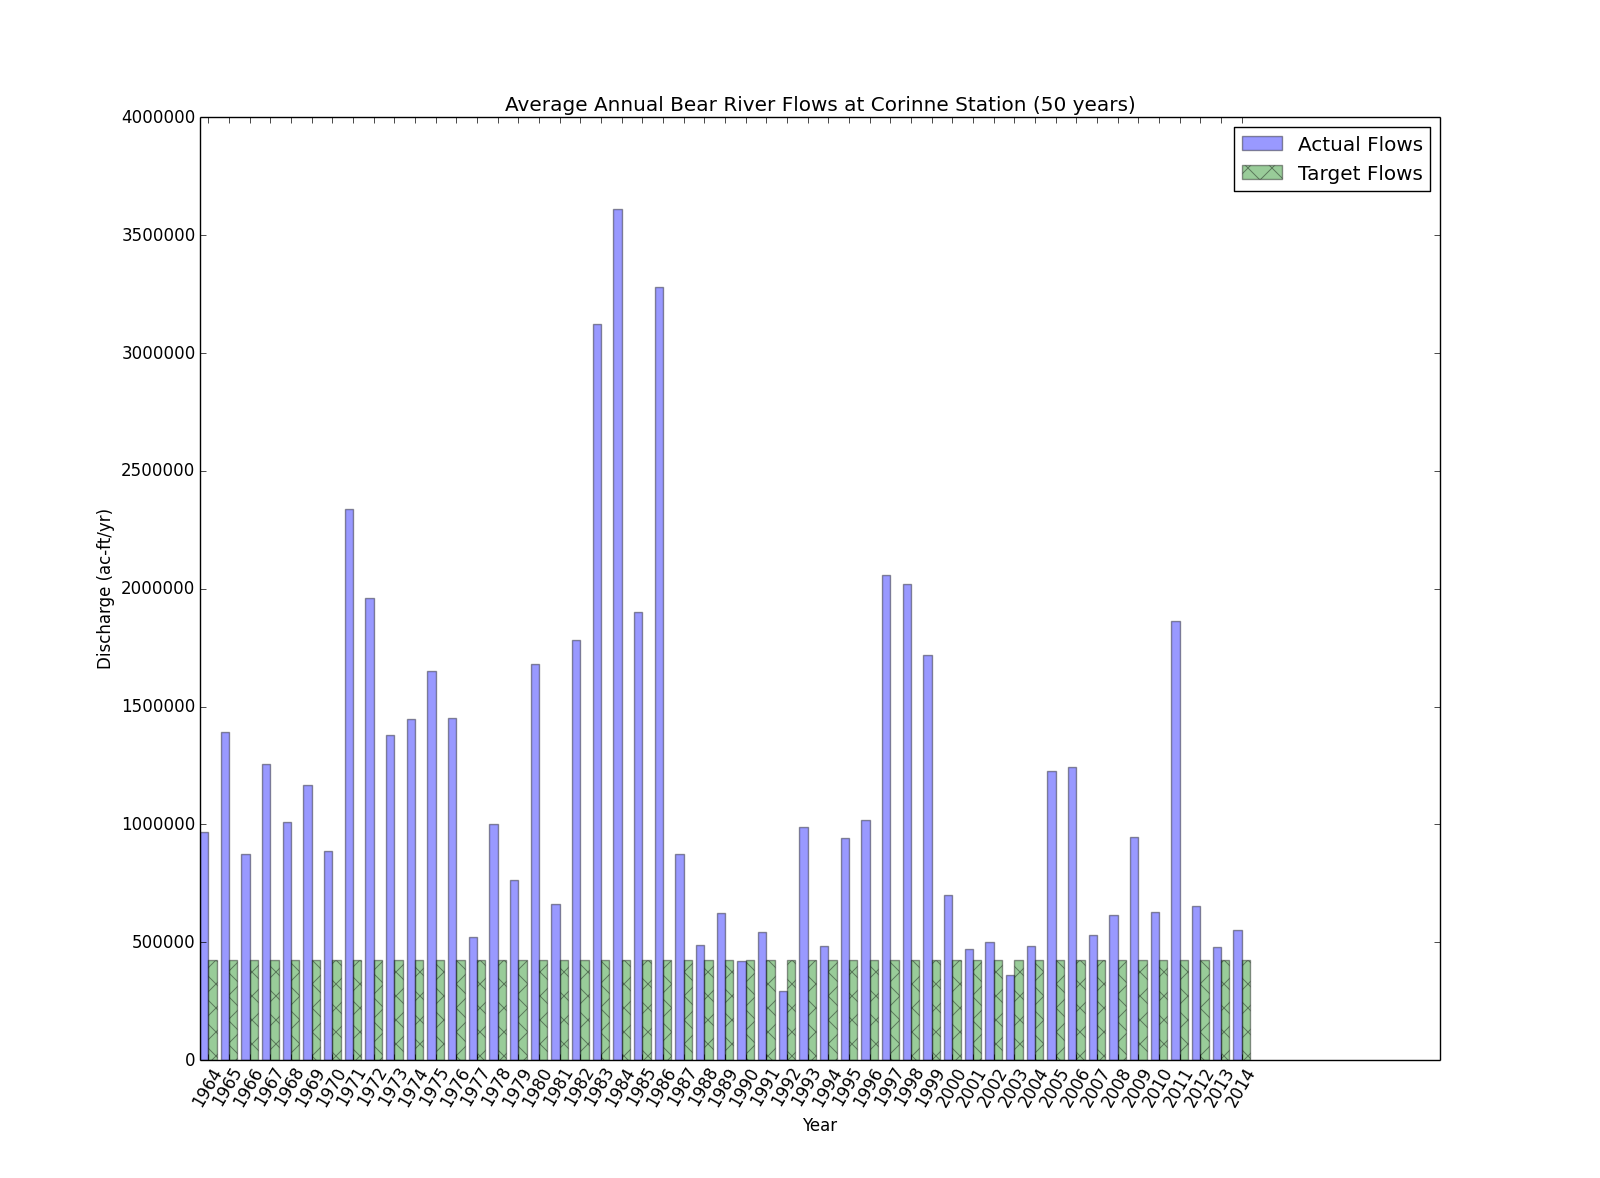 Average Annual Bear River Flows at Corinne Station (50 years)
Actual Flows
Target Flows
4000000
3500000
3000000
2500000
2000000
1500000
1000000
500000
0
Discharge (ac-ft/yr)
1964 1965 1966 1967 1968 1969 1970 1971 1972 1973 1974 1975 1976 1977 1978 1979 1980 1981 1982 1983 1984 1985 1986 1987 1988 1989 1990 1991 1992 1993 1994 1995 1996 1997 1998 1999 2000 2001 2002 2003 2004 2005 2006 2007 2008 2009 2010 2011 2012 2013 2014
Year